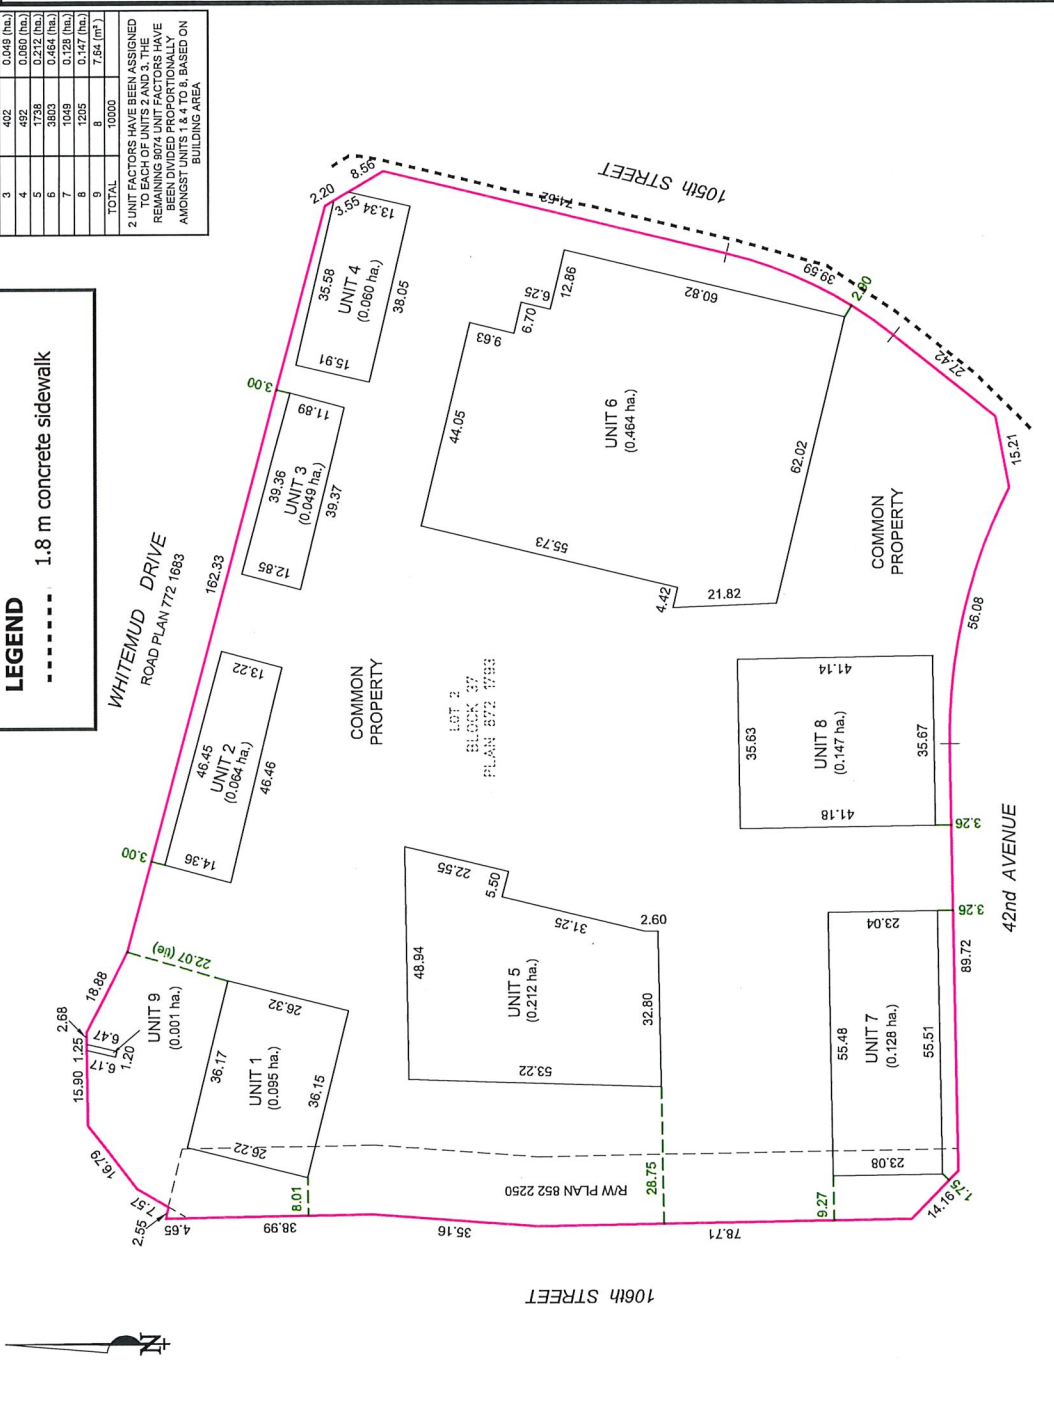 3 402 0.049 (ha.)
4 492 0.060 (ha.)
5 1738 0.212 (ha.)
6 3803 0.464 (ha.)
7 1049 0.128 (ha.)
8 1205 0.147 (ha.)
9 8 7.64 (m²)
TOTAL 10000
2 UNIT FACTORS HAVE BEEN ASSIGNED
TO EACH OF UNITS 2 AND 3. THE
REMAINING 9074 UNIT FACTORS HAVE
BEEN DIVIDED PROPORTIONALLY
AMONGST UNITS 1 & 4 TO 8, BASED ON
BUILDING AREA
LEGEND
1.8 m concrete sidewalk
WHITEMUD DRIVE
ROAD PLAN 772 1683
162.33
3.00
3.00
2.20
8.56
3.55
13.34
35.58
UNIT 4
(0.060 ha.)
38.05
15.91
11.89
39.36
UNIT 3
(0.049 ha.)
39.37
12.85
13.22
46.45
UNIT 2
(0.064 ha.)
46.46
14.36
105th STREET
74.62
39.59
2.90
27.42
15.21
12.86
6.25
6.70
9.63
60.82
44.05
UNIT 6
(0.464 ha.)
62.02
55.73
4.42
21.82
COMMON
PROPERTY
COMMON
PROPERTY
LOT 2
BLOCK 37
PLAN 872 1793
56.08
41.14
35.63
UNIT 8
(0.147 ha.)
35.67
41.18
3.26
3.26
42nd AVENUE
89.72
22.55
5.50
31.25
2.60
48.94
UNIT 5
(0.212 ha.)
32.80
53.22
23.04
55.48
UNIT 7
(0.128 ha.)
55.51
23.08
22.07 (tie)
18.88
2.68
6.47
1.25
6.17
1.20
UNIT 9
(0.001 ha.)
15.90
26.32
36.17
UNIT 1
(0.095 ha.)
36.15
26.22
16.79
7.57
2.55
4.65
8.01
38.99
35.16
R/W PLAN 852 2250
28.75
78.71
9.27
14.16
1.75
106th STREET
N